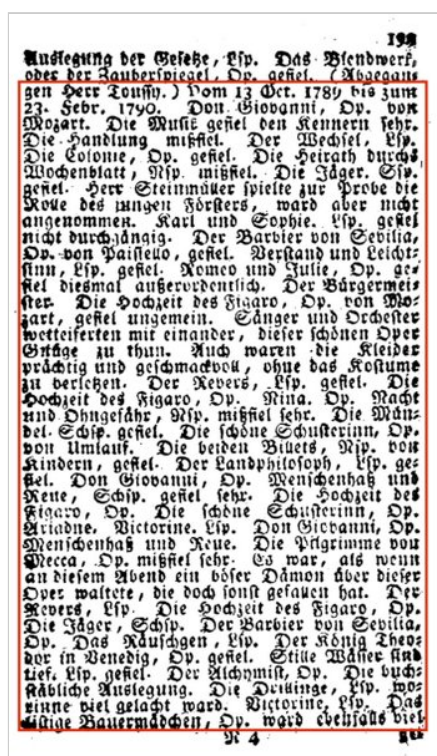 199
Auslegung der Gesetze, Lsp. Das Blendwerk,
oder der Zauberspiegel, Op. gefiel. (Abgegan-
gen Herr Toussy.) Vom 13 Oct. 1789 bis zum
23. Febr. 1790. Don Giovanni, Op. von
Mozart. Die Musik gefiel den Kennern sehr.
Die Handlung mißfiel. Der Wechsel, Lsp.
Die Colonie, Op. gefiel. Die Heirath durchs
Wochenblatt, Nsp. mißfiel. Die Jäger. Ssp.
gefiel. Herr Steinmüller spielte zur Probe die
Rolle des jungen Försters, ward aber nicht
angenommen. Karl und Sophie. Lsp. gefiel
nicht durchgängig. Der Barbier von Sevilia,
Op. von Paisiello, gefiel. Verstand und Leicht-
sinn, Lsp. gefiel. Romeo und Julie, Op. ge-
fiel diesmal außerordentlich. Der Bürgermei-
ster. Die Hochzeit des Figaro, Op. von Mo-
zart, gefiel ungemein. Sänger und Orchester
wetteiferten mit einander, dieser schönen Oper
Gnüge zu thun. Auch waren die Kleider
prächtig und geschmackvoll, ohne das Kostume
zu verletzen. Der Revers, Lsp. gefiel. Die
Hochzeit des Figaro, Op. Nina. Op. Nacht
und Ohngefähr, Nsp. mißfiel sehr. Die Mün-
del. Schsp. gefiel. Die schöne Schusterinn, Op.
von Umlauf. Die beiden Billets, Nsp. von
Kindern, gefiel. Der Landphilosoph, Lsp. ge-
fiel. Don Giovanni, Op. Menschenhaß und
Reue, Schsp. gefiel sehr. Die Hochzeit des
Figaro, Op. Die schöne Schusterinn, Op.
Ariadne. Victorine. Lsp. Don Giovanni, Op.
Menschenhaß und Reue. Die Pilgrimme von
Mecca, Op. mißfiel sehr. Es war, als wenn
an diesem Abend ein böser Dämon über dieser
Oper waltete, die doch sonst gefallen hat. Der
Revers, Lsp. Die Hochzeit des Figaro, Op.
Die Jäger, Schsp. Der Barbier von Sevilia,
Op. Das Räuschgen, Lsp. Der König Theo-
dor in Venedig, Op. gefiel. Stille Wässer sind
tief. Lsp. gefiel. Der Alchymist, Op. Die buch-
stäbliche Auslegung. Die Drillinge, Lsp. wo-
rinne viel gelacht ward. Victorine, Lsp. Das
listige Bauermädchen, Op. ward ebenfalls viel
N 4